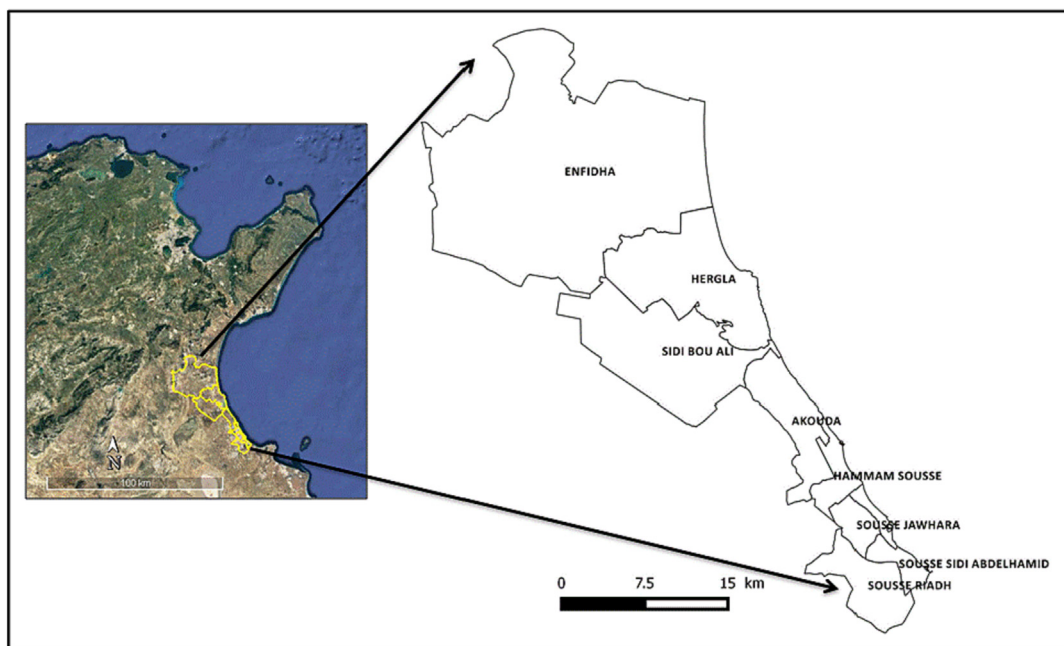 ENFIDHA
HERGLA
SIDI BOU ALI
AKOUDA
HAMMAM SOUSSE
SOUSSE JAWHARA
SOUSSE SIDI ABDELHAMID
SOUSSE RIADH
N
100 km
0 7.5 15 km